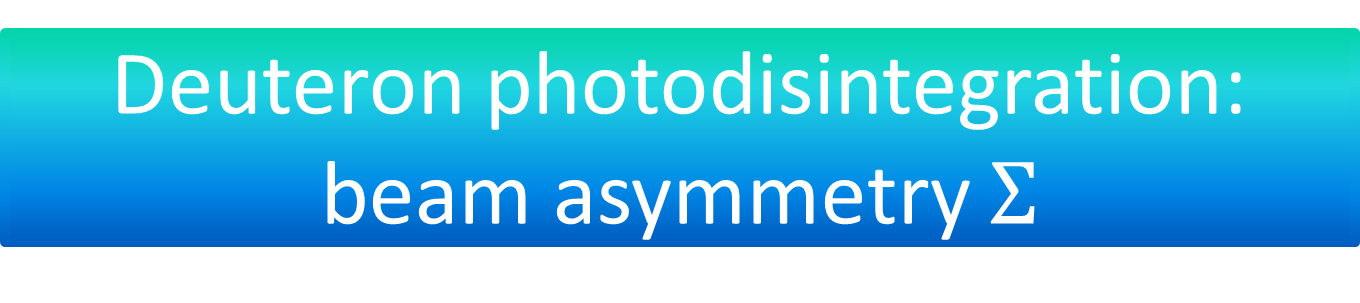 Deuteron photodisintegration:
beam asymmetry Σ